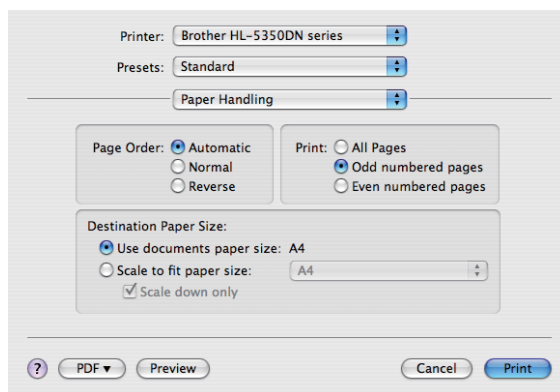 Printer: Brother HL-5350DN series
Presets: Standard
Paper Handling
Page Order: Automatic
Normal
Reverse
Print: All Pages
Odd numbered pages
Even numbered pages
Destination Paper Size:
Use documents paper size: A4
Scale to fit paper size: A4
Scale down only
? PDF ▼ Preview Cancel Print